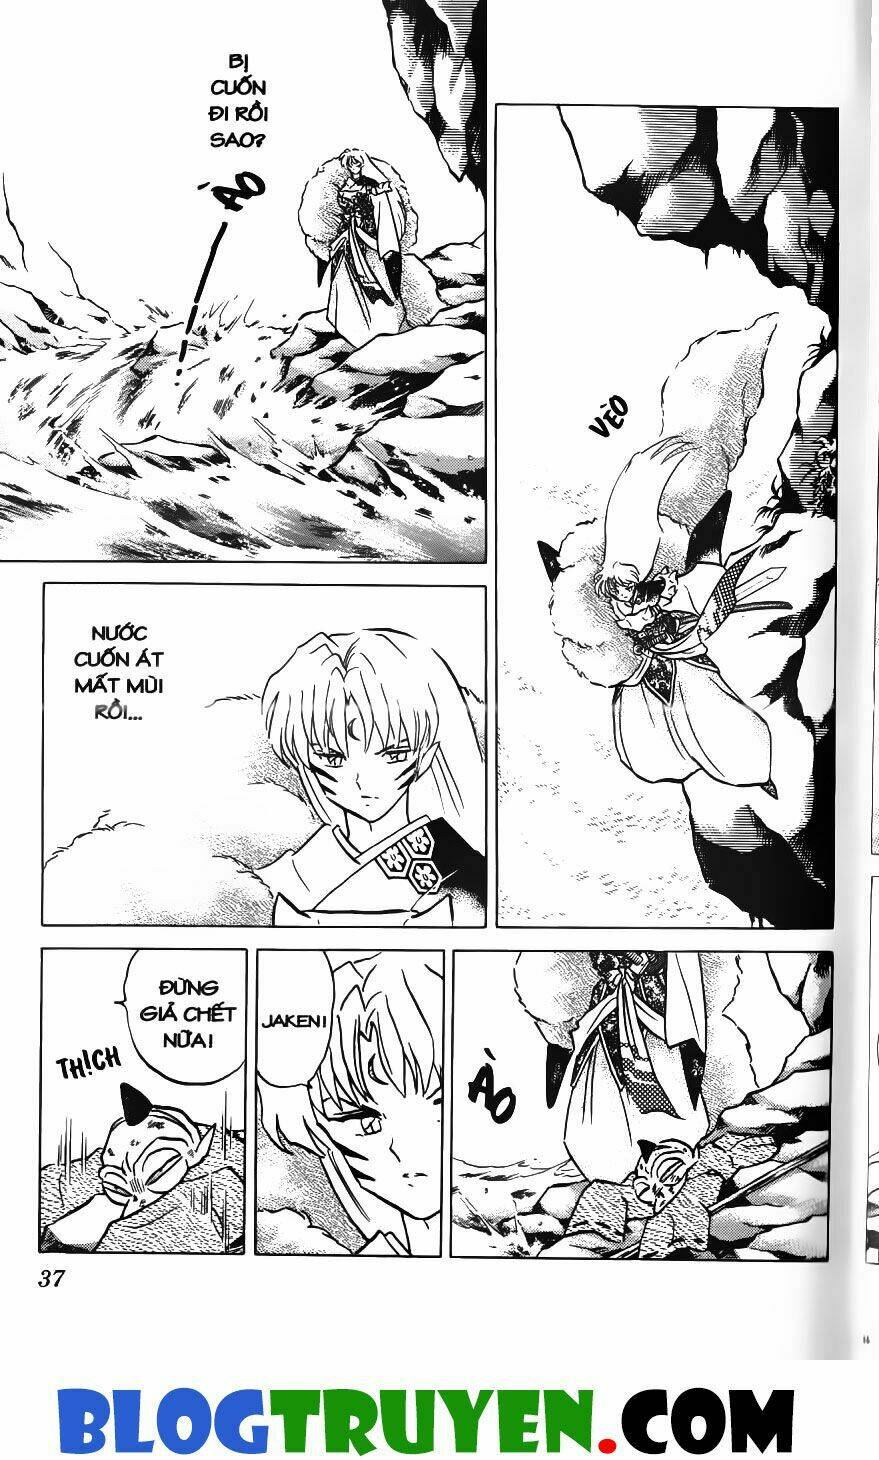 VÈO
BỊ
CUỐN
ĐI RỒI
SAO?
ÀO
NƯỚC
CUỐN ÁT
MẤT MÙI
RỒI...
ÀO
JAKEN!
ĐỪNG
GIẢ CHẾT
NỮA!
THỊCH
37
16
BLOGTRUYEN.COM